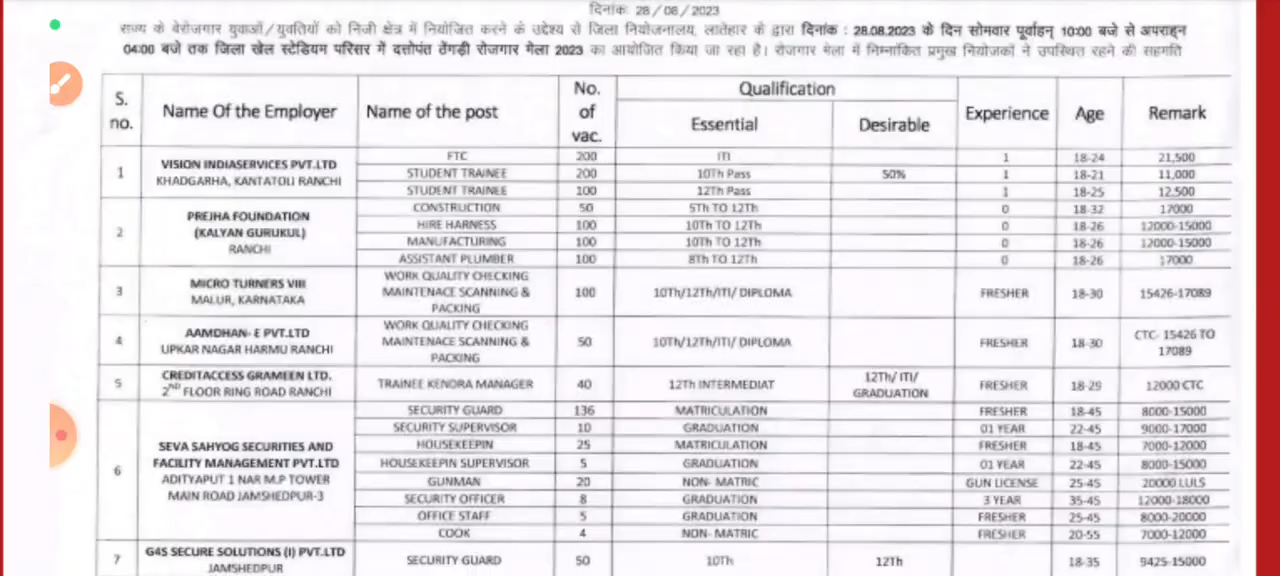 दिनांक: 28/08/2023
राज्य के बेरोजगार युवाओं/युवतियों को निजी क्षेत्र में नियोजित करने के उद्देश्य से जिला नियोजनालय, लातेहार के द्वारा दिनांक : 28.08.2023 के दिन सोमवार पूर्वाहन् 10:00 बजे से अपराह्न
04:00 बजे तक जिला खेल स्टेडियम परिसर में दत्तोपंत ठेंगड़ी रोजगार मेला 2023 का आयोजित किया जा रहा है। रोजगार मेला में निम्नांकित प्रमुख नियोजकों ने उपस्थित रहने की सहमति
S. no. Name Of the Employer Name of the post No. of vac. Qualification Experience Age Remark
Essential Desirable
1 VISION INDIASERVICES PVT.LTD
KHADGARHA, KANTATOLI RANCHI
FTC 200 ITI 1 18-24 21,500
STUDENT TRAINEE 200 10Th Pass 50% 1 18-21 11,000
STUDENT TRAINEE 100 12Th Pass 1 18-25 12,500
2 PREJHA FOUNDATION
(KALYAN GURUKUL)
RANCHI
CONSTRUCTION 50 5Th TO 12Th 0 18-32 17000
HIRE HARNESS 100 10Th TO 12Th 0 18-26 12000-15000
MANUFACTURING 100 10Th TO 12Th 0 18-26 12000-15000
ASSISTANT PLUMBER 100 8Th TO 12Th 0 18-26 17000
3 MICRO TURNERS VIII
MALUR, KARNATAKA
WORK QUALITY CHECKING
MAINTENACE SCANNING &
PACKING
100 10Th/12Th/ITI/ DIPLOMA FRESHER 18-30 15426-17089
4 AAMDHAN- E PVT.LTD
UPKAR NAGAR HARMU RANCHI
WORK QUALITY CHECKING
MAINTENACE SCANNING &
PACKING
50 10Th/12Th/ITI/ DIPLOMA FRESHER 18-30 CTC- 15426 TO
17089
5 CREDITACCESS GRAMEEN LTD.
2ND FLOOR RING ROAD RANCHI
TRAINEE KENDRA MANAGER 40 12Th INTERMEDIAT 12Th/ ITI/
GRADUATION
FRESHER 18-29 12000 CTC
6 SEVA SAHYOG SECURITIES AND
FACILITY MANAGEMENT PVT.LTD
ADITYAPUT 1 NAR M.P TOWER
MAIN ROAD JAMSHEDPUR-3
SECURITY GUARD 136 MATRICULATION FRESHER 18-45 8000-15000
SECURITY SUPERVISOR 10 GRADUATION 01 YEAR 22-45 9000-17000
HOUSEKEEPIN 25 MATRICULATION FRESHER 18-45 7000-12000
HOUSEKEEPIN SUPERVISOR 5 GRADUATION 01 YEAR 22-45 8000-15000
GUNMAN 20 NON- MATRIC GUN LICENSE 25-45 20000 LULS
SECURITY OFFICER 8 GRADUATION 3 YEAR 35-45 12000-18000
OFFICE STAFF 5 GRADUATION FRESHER 25-45 8000-20000
COOK 4 NON- MATRIC FRESHER 20-55 7000-12000
7 G4S SECURE SOLUTIONS (I) PVT.LTD
JAMSHEDPUR
SECURITY GUARD 50 10Th 12Th 18-35 9425-15000